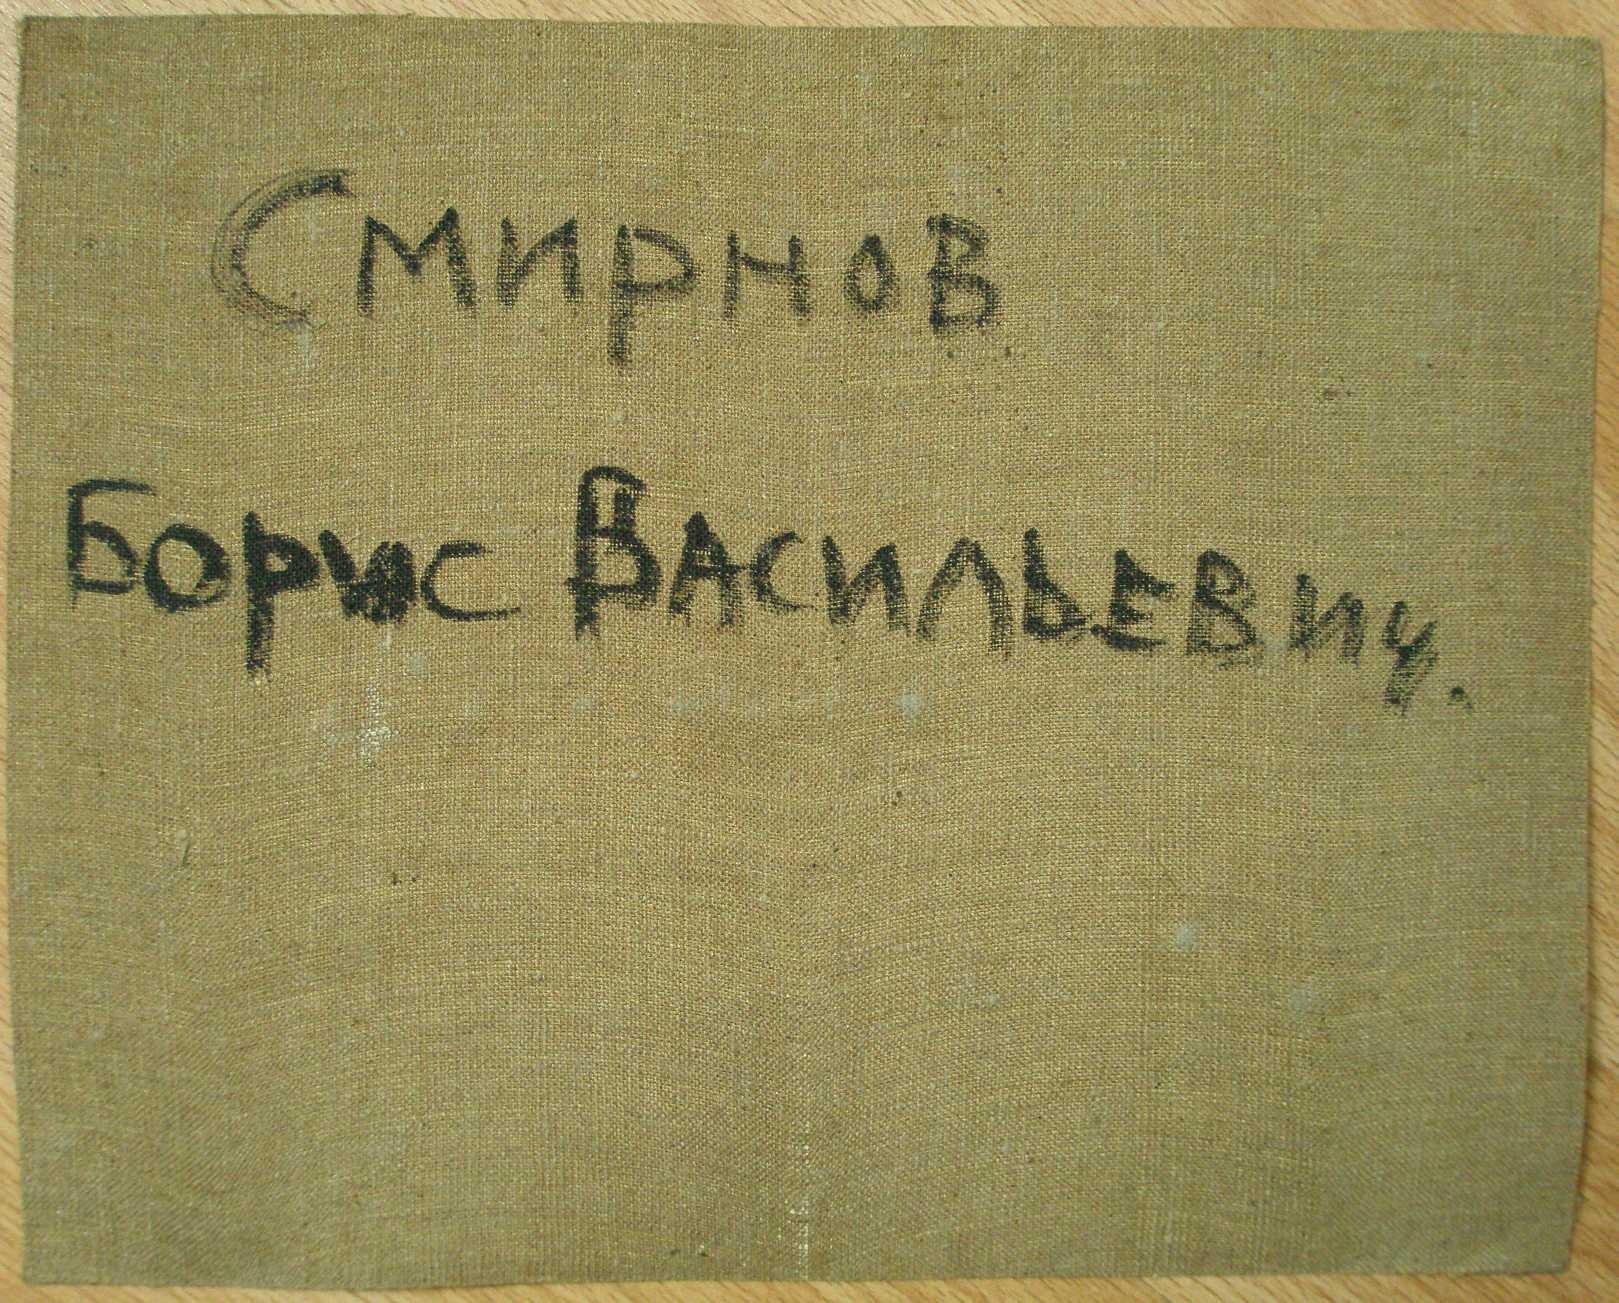 Смирнов
Борис Васильевич.